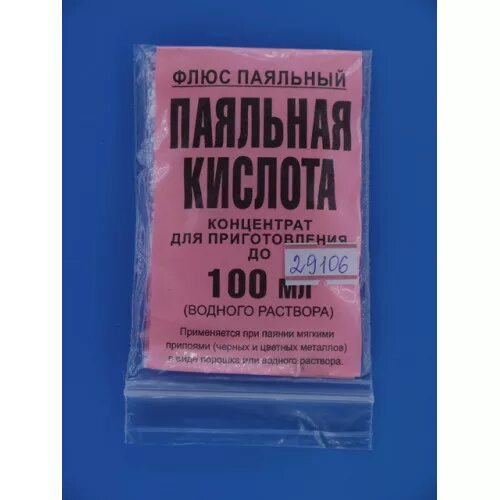 ФЛЮС ПАЯЛЬНЫЙ
ПАЯЛЬНАЯ
КИСЛОТА
КОНЦЕНТРАТ
ДЛЯ ПРИГОТОВЛЕНИЯ
ДО
29106
100 МЛ
(ВОДНОГО РАСТВОРА)
Применяется при паянии мягкими
припоями (черных и цветных металлов)
в виде порошка или водного раствора.